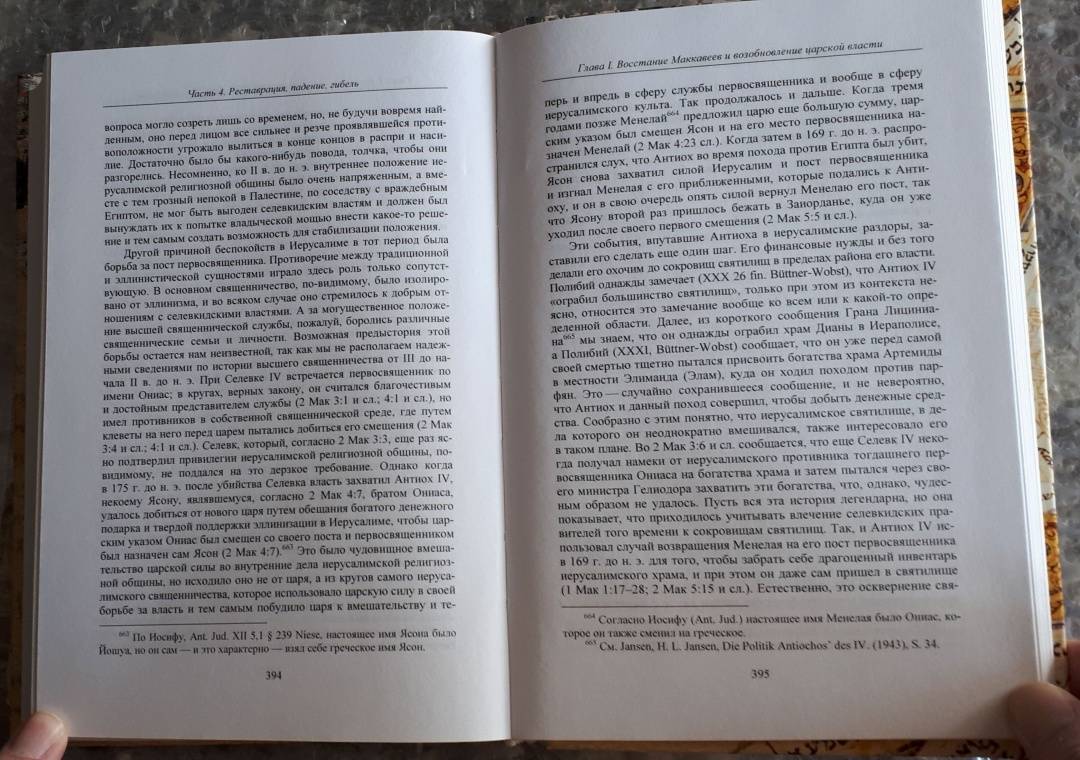 Часть 4. Реставрация, падение, гибель
вопроса могло созреть лишь со временем, но, не будучи вовремя най-
денным, оно перед лицом все сильнее и резче проявлявшейся проти-
воположности угрожало вылиться в конце концов в распри и наси-
лие. Достаточно было бы какого-нибудь повода, толчка, чтобы они
разгорелись. Несомненно, ко II в. до н. э. внутреннее положение ие-
русалимской религиозной общины было очень напряженным, а вме-
сте с тем грозный непокой в Палестине, по соседству с враждебным
Египтом, не мог быть выгоден селевкидским властям и должен был
вынуждать их к попытке владыческой мощью внести какое-то реше-
ние и тем самым создать возможность для стабилизации положения.
Другой причиной беспокойств в Иерусалиме в тот период была
борьба за пост первосвященника. Противоречие между традиционной
и эллинистической сущностями играло здесь роль только сопутст-
вующую. В основном священничество, по-видимому, было изолиро-
вано от эллинизма, и во всяком случае оно стремилось к добрым от-
ношениям с селевкидскими властями. А за могущественное положе-
ние высшей священнической службы, пожалуй, боролись различные
священнические семьи и личности. Возможная предыстория этой
борьбы остается нам неизвестной, так как мы не располагаем надеж-
ными сведениями по истории высшего священничества от III до на-
чала II в. до н. э. При Селевке IV встречается первосвященник по
имени Ониас; в кругах, верных закону, он считался благочестивым
и достойным представителем службы (2 Мак 3:1 и сл.; 4:1 и сл.), но
имел противников в собственной священнической среде, где путем
клеветы на него перед царем пытались добиться его смещения (2 Мак
3:4 и сл.; 4:1 и сл.). Селевк, который, согласно 2 Мак 3:3, еще раз яс-
но подтвердил привилегии иерусалимской религиозной общины, по-
видимому, не поддался на это дерзкое требование. Однако когда
в 175 г. до н. э. после убийства Селевка власть захватил Антиох IV,
некоему Ясону, являвшемуся, согласно 2 Мак 4:7, братом Ониаса,
удалось добиться от нового царя путем обещания богатого денежного
подарка и твердой поддержки эллинизации в Иерусалиме, чтобы цар-
ским указом Ониас был смещен со своего поста и первосвященником
был назначен сам Ясон (2 Мак 4:7).663 Это было чудовищное вмеша-
тельство царской силы во внутренние дела иерусалимской религиоз-
ной общины, но исходило оно не от царя, а из кругов самого иеруса-
лимского священничества, которое использовало царскую силу в своей
борьбе за власть и тем самым побудило царя к вмешательству и те-
663 По Иосифу, Ant. Jud. XII 5,1 § 239 Niese, настоящее имя Ясона было
Йошуа, но он сам — и это характерно — взял себе греческое имя Ясон.
394
Глава I. Восстание Маккавеев и возобновление царской власти
перь и впредь в сферу службы первосвященника и вообще в сферу
иерусалимского культа. Так продолжалось и дальше. Когда тремя
годами позже Менелай664 предложил царю еще большую сумму, цар-
ским указом был смещен Ясон и на его место первосвященника на-
значен Менелай (2 Мак 4:23 сл.). Когда затем в 169 г. до н. э. распро-
странился слух, что Антиох во время похода против Египта был убит,
Ясон снова захватил силой Иерусалим и пост первосвященника
и изгнал Менелая с его приближенными, которые подались к Анти-
оху, и он в свою очередь опять силой вернул Менелаю его пост, так
что Ясону второй раз пришлось бежать в Заиорданье, куда он уже
уходил после своего первого смещения (2 Мак 5:5 и сл.).
Эти события, впутавшие Антиоха в иерусалимские раздоры, за-
ставили его сделать еще один шаг. Его финансовые нужды и без того
делали его охочим до сокровищ святилищ в пределах района его власти.
Полибий однажды замечает (XXX 26 fin. Büttner-Wobst), что Антиох IV
«ограбил большинство святилищ», только при этом из контекста не-
ясно, относится это замечание вообще ко всем или к какой-то опре-
деленной области. Далее, из короткого сообщения Грана Лициниа-
на665 мы знаем, что он однажды ограбил храм Дианы в Иераполисе,
а Полибий (XXXI, Büttner-Wobst) сообщает, что он уже перед самой
своей смертью тщетно пытался присвоить богатства храма Артемиды
в местности Элимаида (Элам), куда он ходил походом против пар-
фян. Это — случайно сохранившееся сообщение, и не невероятно,
что Антиох и данный поход совершил, чтобы добыть денежные сред-
ства. Сообразно с этим понятно, что иерусалимское святилище, в де-
ла которого он неоднократно вмешивался, также интересовало его
в таком плане. Во 2 Мак 3:6 и сл. сообщается, что еще Селевк IV неко-
гда получал намеки от иерусалимского противника тогдашнего пер-
восвященника Ониаса на богатства храма и затем пытался через сво-
его министра Гелиодора захватить эти богатства, что, однако, чудес-
ным образом не удалось. Пусть вся эта история легендарна, но она
показывает, что приходилось учитывать влечение селевкидских пра-
вителей того времени к сокровищам святилищ. Так, и Антиох IV ис-
пользовал случай возвращения Менелая на его пост первосвященника
в 169 г. до н. э. для того, чтобы забрать себе драгоценный инвентарь
иерусалимского храма, и при этом он даже сам пришел в святилище
(1 Мак 1:17–28; 2 Мак 5:15 и сл.). Естественно, это осквернение свя-
664 Согласно Иосифу (Ant. Jud.) настоящее имя Менелая было Ониас, ко-
торое он также сменил на греческое.
665 См. Jansen, H. L. Jansen, Die Politik Antiochos' des IV. (1943), S. 34.
395